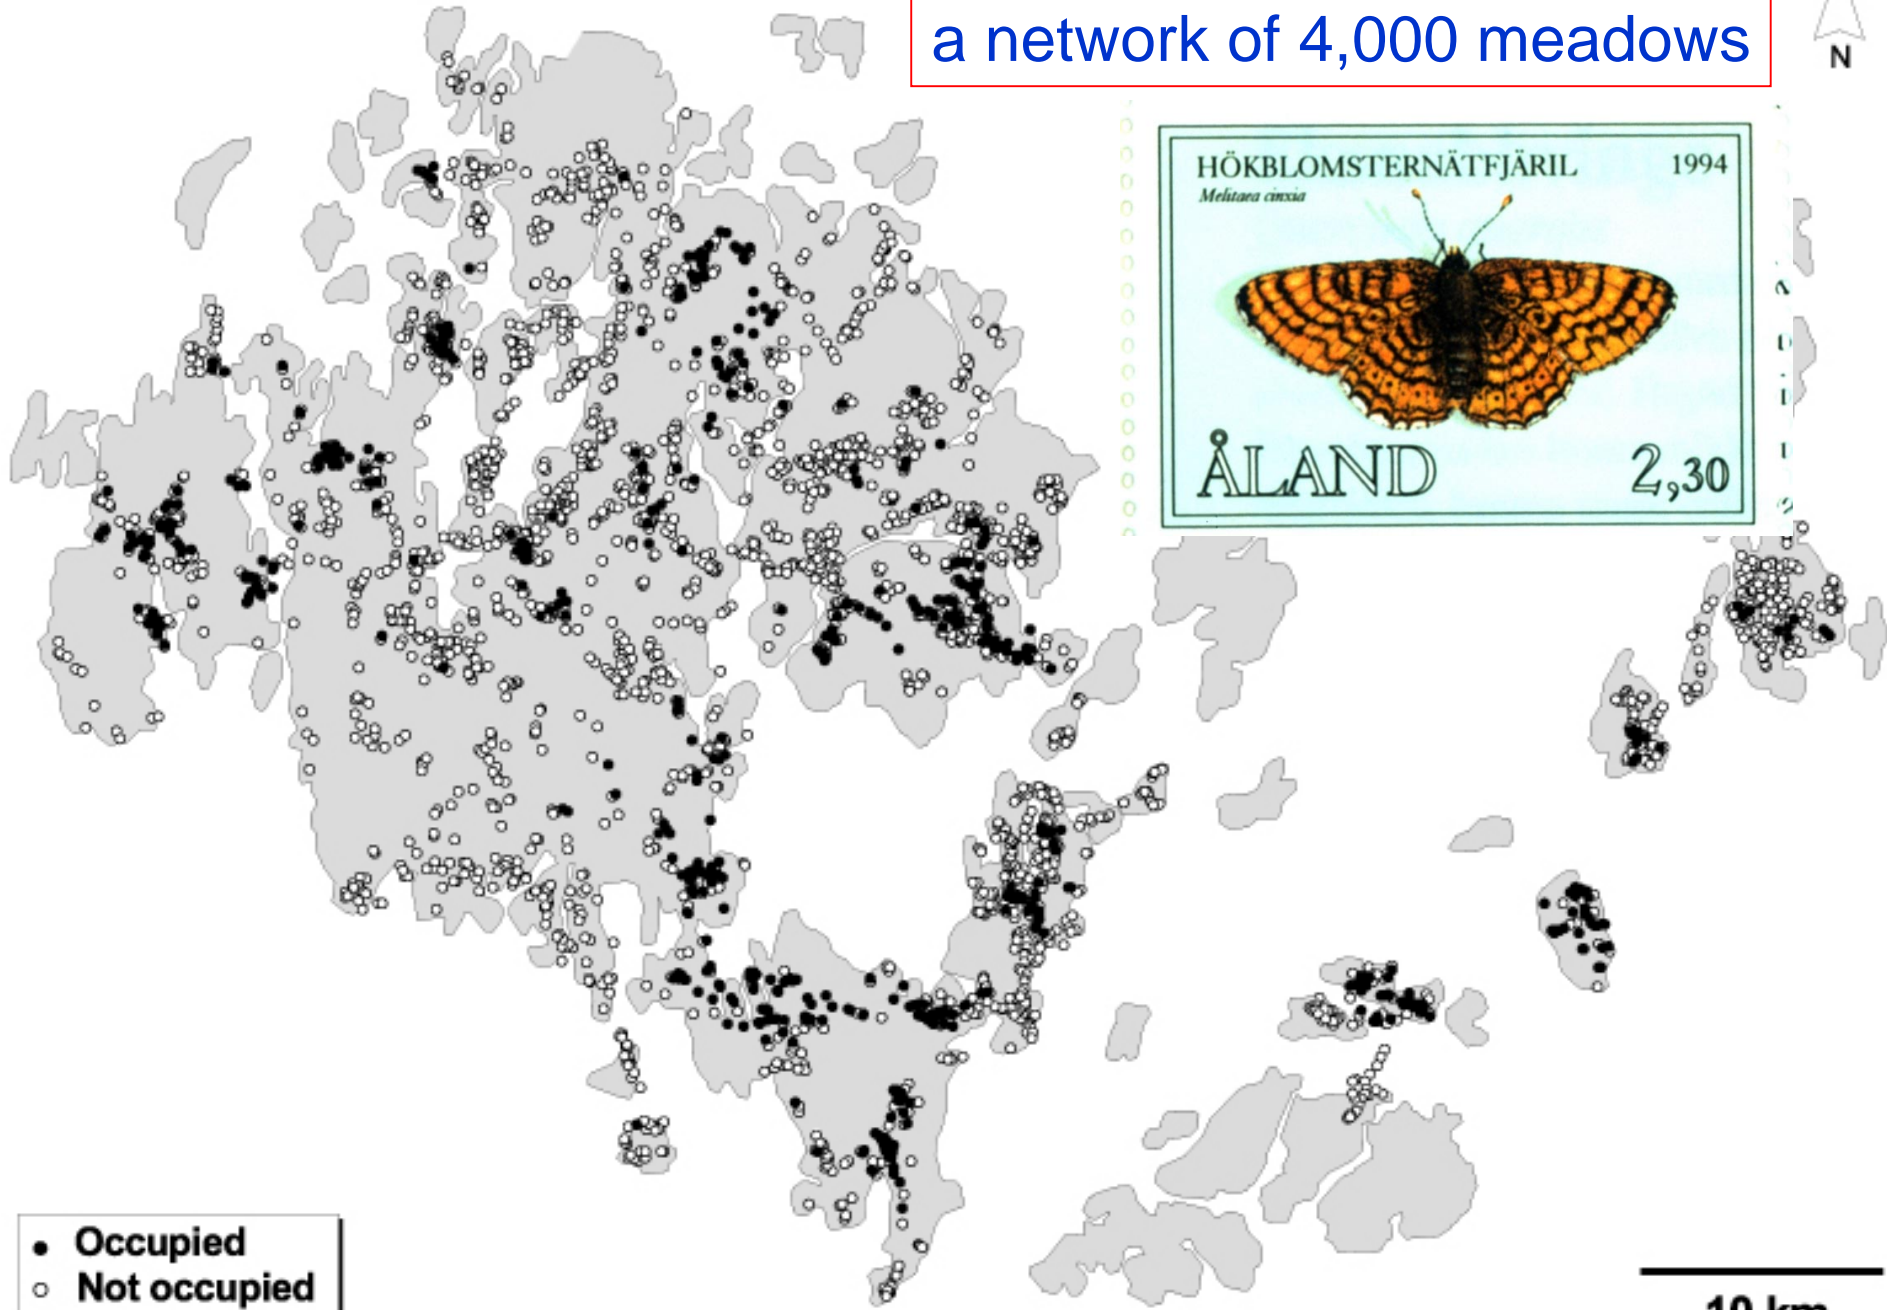 a network of 4,000 meadows
N
HÖKBLOMSTERNÄTFJÄRIL 1994
Melitaea cinxia
ÅLAND 2,30
Occupied
Not occupied
10 km